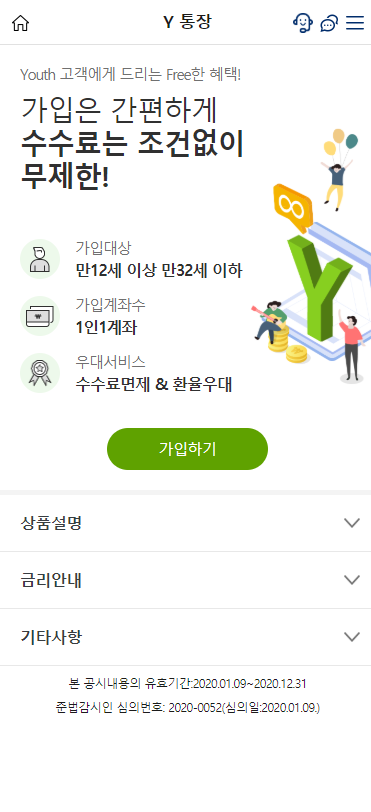 Y 통장
Youth 고객에게 드리는 Free한 혜택!
가입은 간편하게
수수료는 조건없이
무제한!
가입대상
만12세 이상 만32세 이하
가입계좌수
1인1계좌
우대서비스
수수료면제 & 환율우대
Y
가입하기
상품설명
금리안내
기타사항
본 공시내용의 유효기간:2020.01.09~2020.12.31
준법감시인 심의번호: 2020-0052(심의일:2020.01.09.)